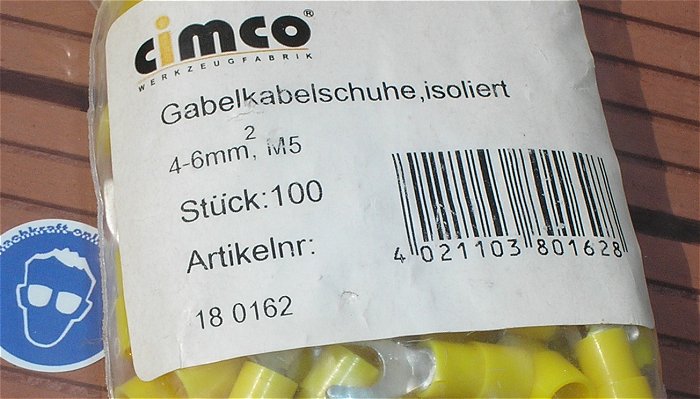 cimco®
WERKZEUGFABRIK
Gabelkabelschuhe,isoliert
4-6mm², M5
Stück:100
Artikelnr:
18 0162
4 021103 801628